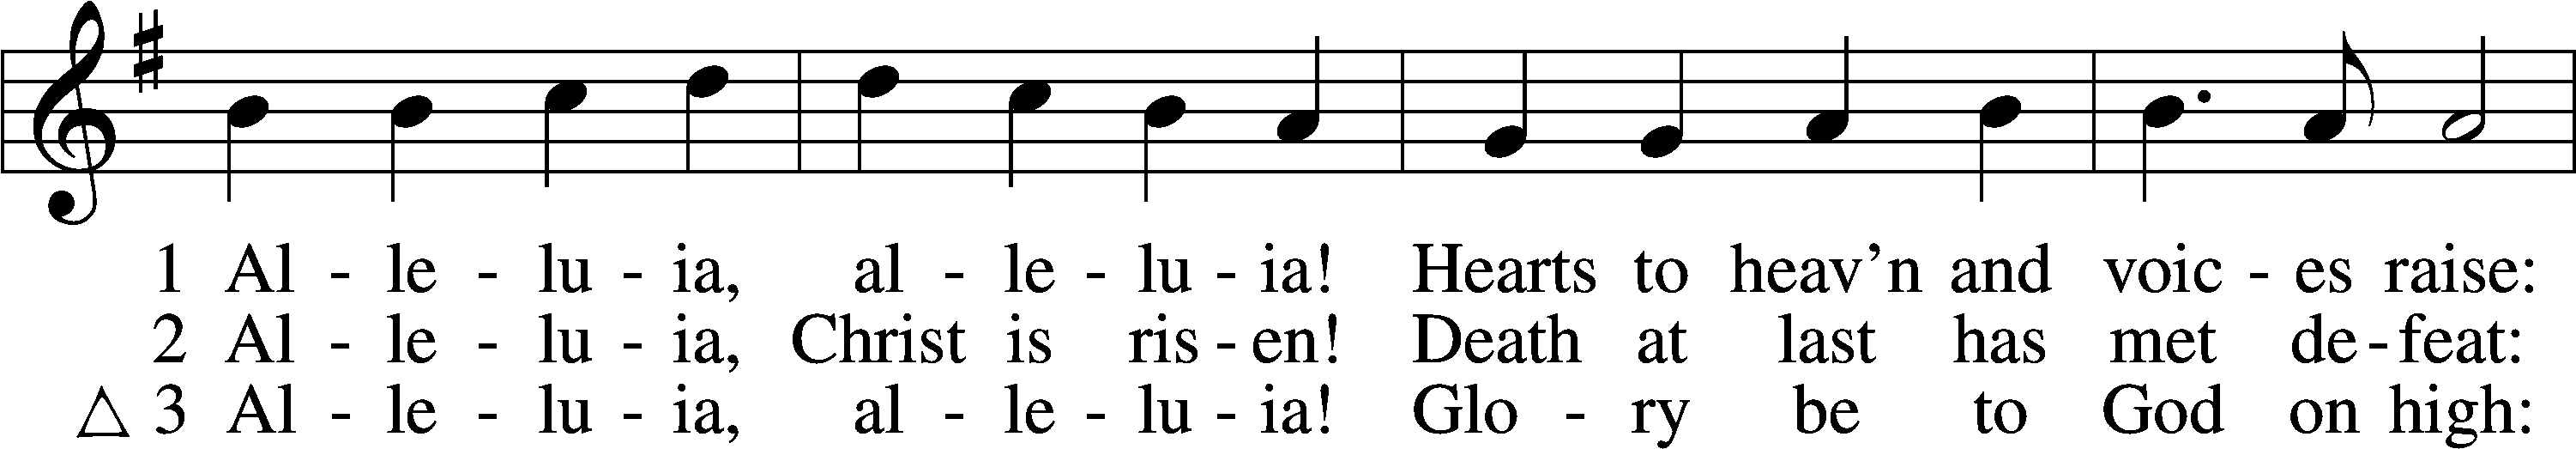 1 Al - le - lu - ia, al - le - lu - ia! Hearts to heav’n and voic - es raise:
2 Al - le - lu - ia, Christ is ris - en! Death at last has met de - feat:
△ 3 Al - le - lu - ia, al - le - lu - ia! Glo - ry be to God on high: